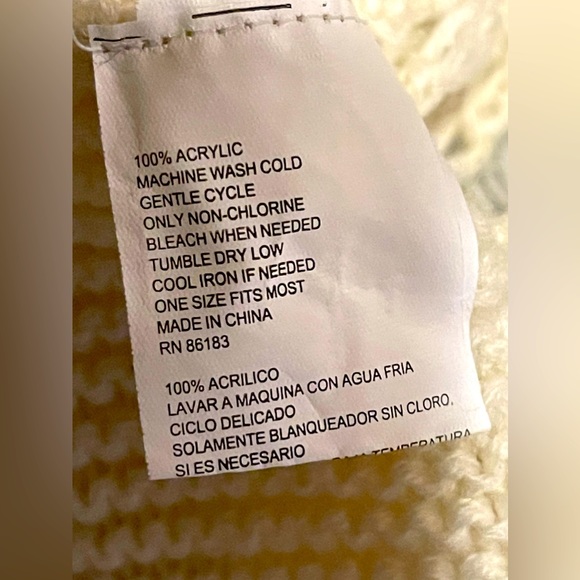 100% ACRYLIC
MACHINE WASH COLD
GENTLE CYCLE
ONLY NON-CHLORINE
BLEACH WHEN NEEDED
TUMBLE DRY LOW
COOL IRON IF NEEDED
ONE SIZE FITS MOST
MADE IN CHINA
RN 86183
100% ACRILICO
LAVAR A MAQUINA CON AGUA FRIA
CICLO DELICADO
SOLAMENTE BLANQUEADOR SIN CLORO,
SI ES NECESARIO
TEMPERATURA